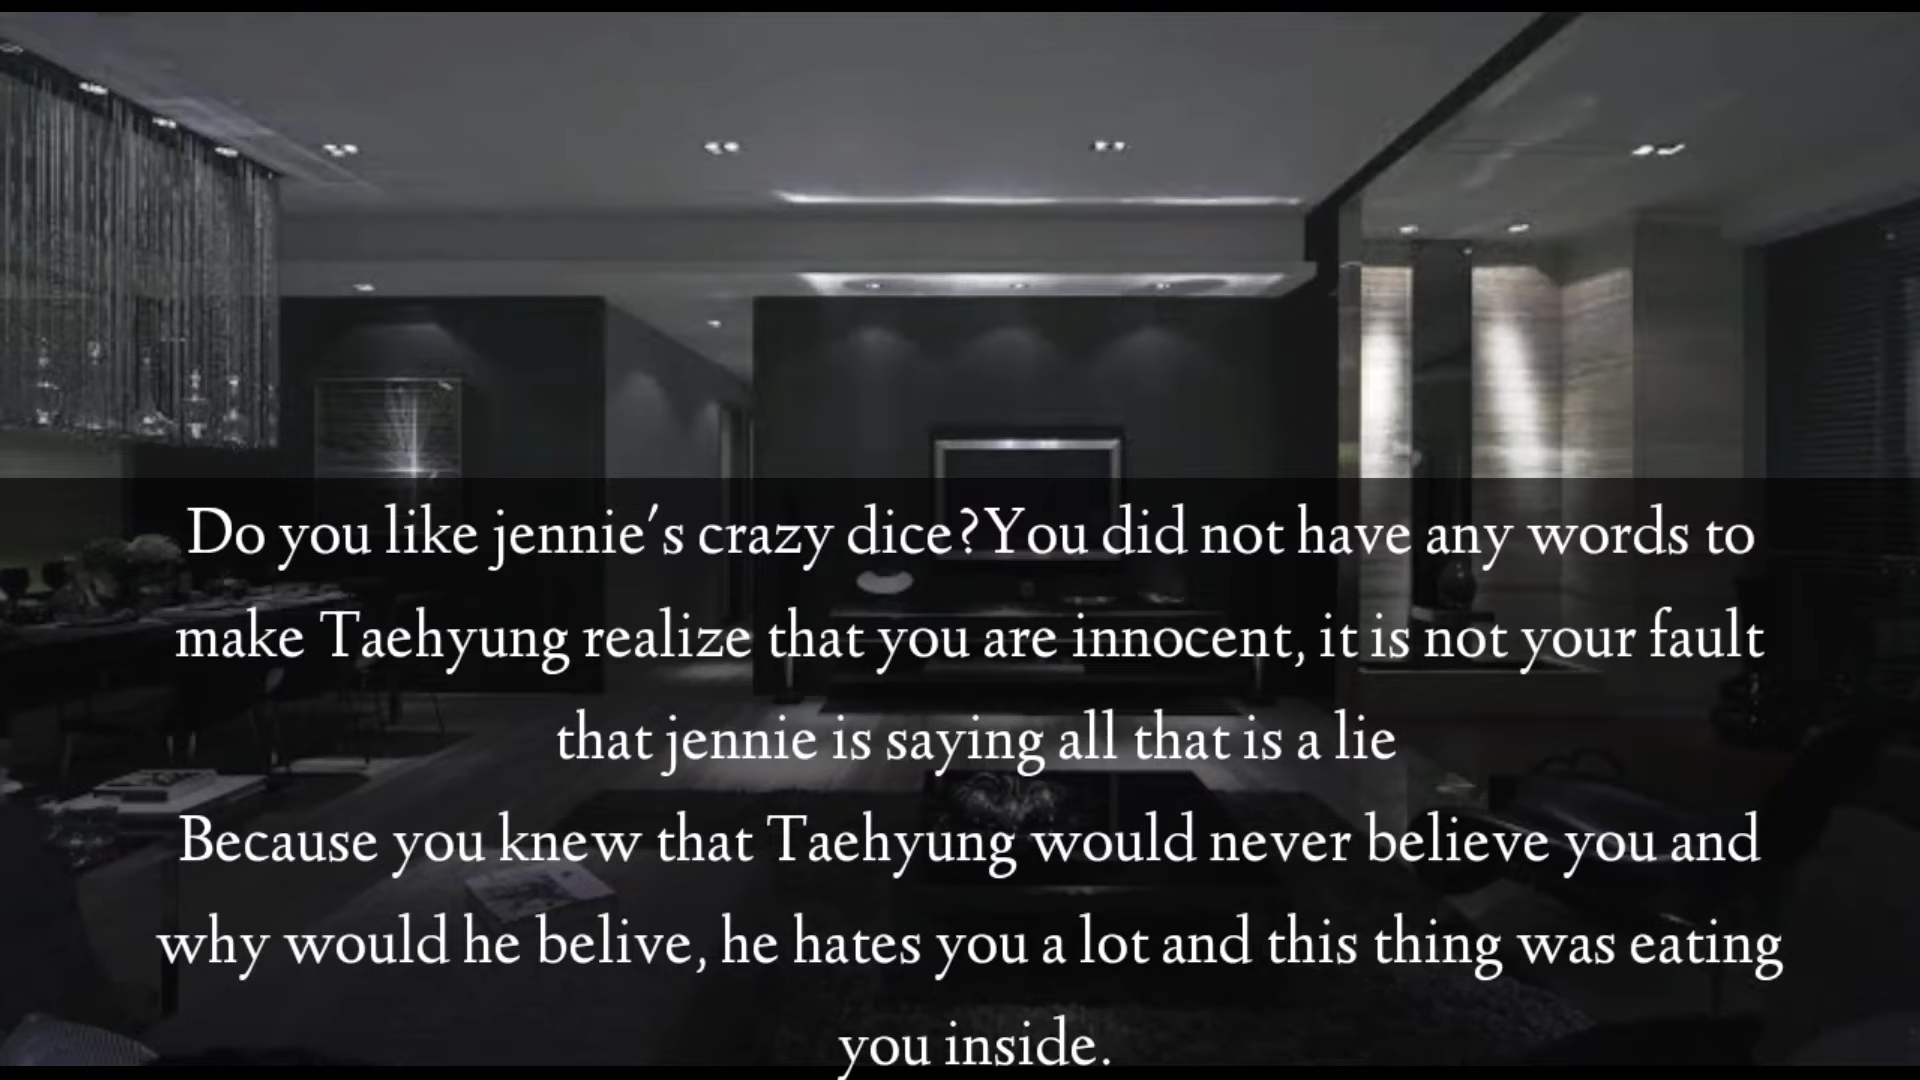 Do you like jennie's crazy dice?You did not have any words to
make Taehyung realize that you are innocent, it is not your fault
that jennie is saying all that is a lie
Because you knew that Taehyung would never believe you and
why would he belive, he hates you a lot and this thing was eating
you inside.